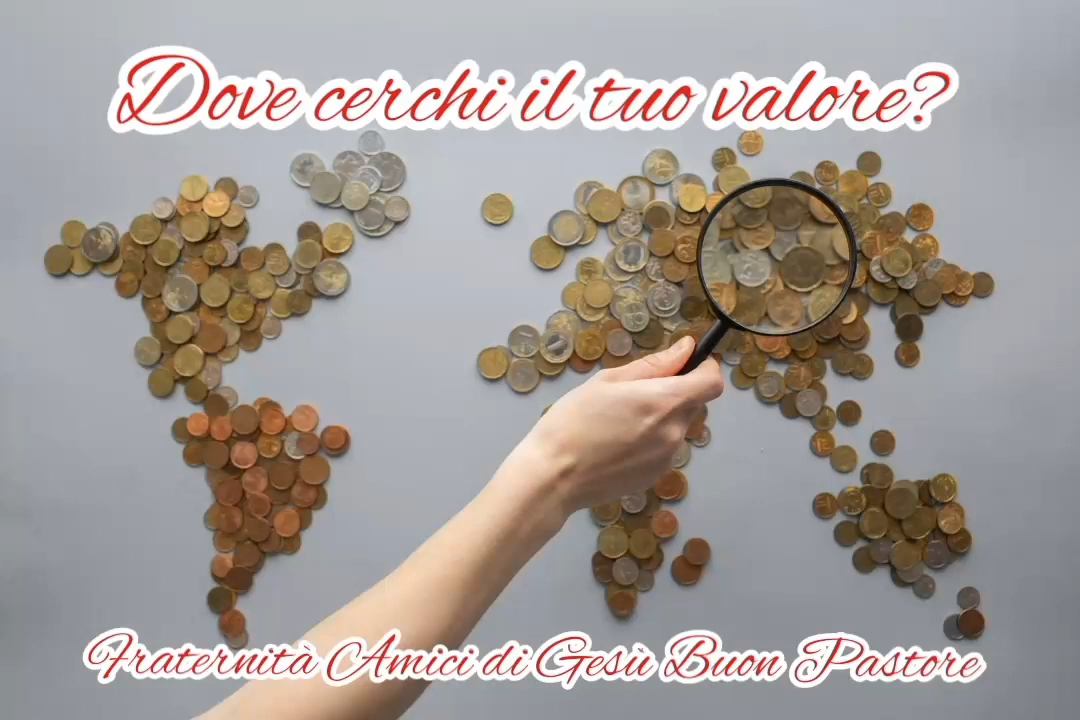 Dove cerchi il tuo valore?
Fraternità Amici di Gesù Buon Pastore